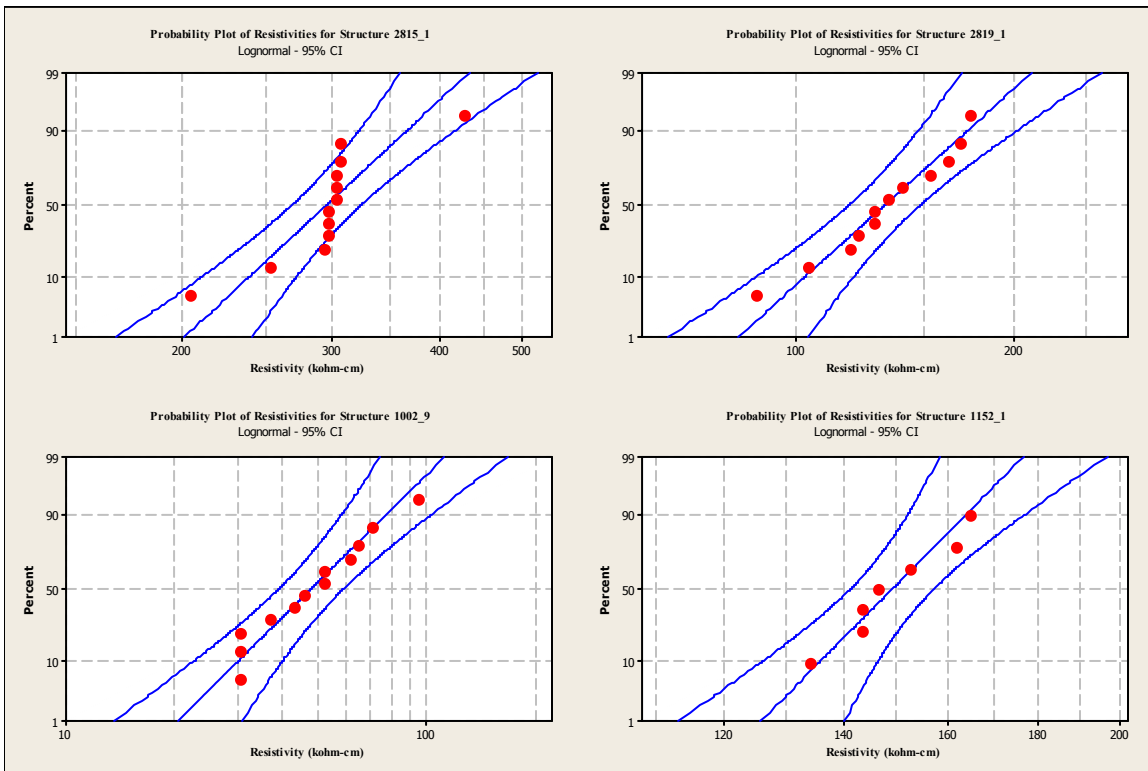 Probability Plot of Resistivities for Structure 2815_1
Lognormal - 95% CI
99
90
50
10
1
Percent
200 300 400 500
Resistivity (kohm-cm)
Probability Plot of Resistivities for Structure 2819_1
Lognormal - 95% CI
99
90
50
10
1
Percent
100 200
Resistivity (kohm-cm)
Probability Plot of Resistivities for Structure 1002_9
Lognormal - 95% CI
99
90
50
10
1
Percent
10 100
Resistivity (kohm-cm)
Probability Plot of Resistivities for Structure 1152_1
Lognormal - 95% CI
99
90
50
10
1
Percent
120 140 160 180 200
Resistivity (kohm-cm)